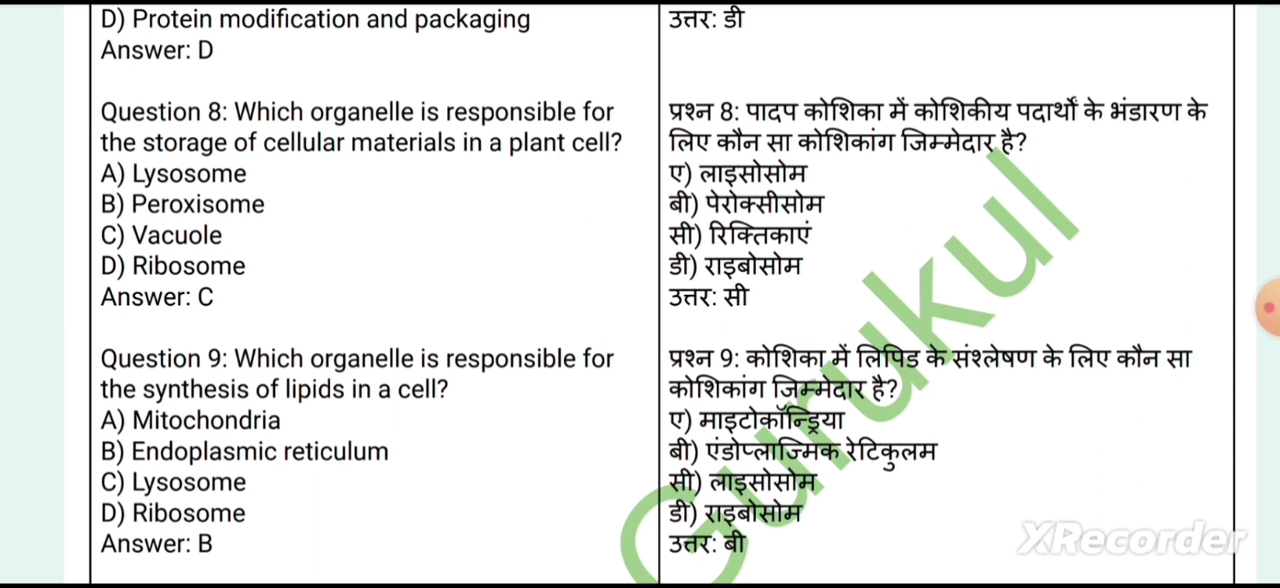 D) Protein modification and packaging
Answer: D
Question 8: Which organelle is responsible for
the storage of cellular materials in a plant cell?
A) Lysosome
B) Peroxisome
C) Vacuole
D) Ribosome
Answer: C
Question 9: Which organelle is responsible for
the synthesis of lipids in a cell?
A) Mitochondria
B) Endoplasmic reticulum
C) Lysosome
D) Ribosome
Answer: B
उत्तर: डी
प्रश्न 8: पादप कोशिका में कोशिकीय पदार्थों के भंडारण के
लिए कौन सा कोशिकांग जिम्मेदार है?
ए) लाइसोसोम
बी) पेरोक्सीसोम
सी) रिक्तिकाएं
डी) राइबोसोम
उत्तर: सी
प्रश्न 9: कोशिका में लिपिड के संश्लेषण के लिए कौन सा
कोशिकांग जिम्मेदार है?
ए) माइटोकॉन्ड्रिया
बी) एंडोप्लाज्मिक रेटिकुलम
सी) लाइसोसोम
डी) राइबोसोम
उत्तर: बी
Gurukul
XRecorder